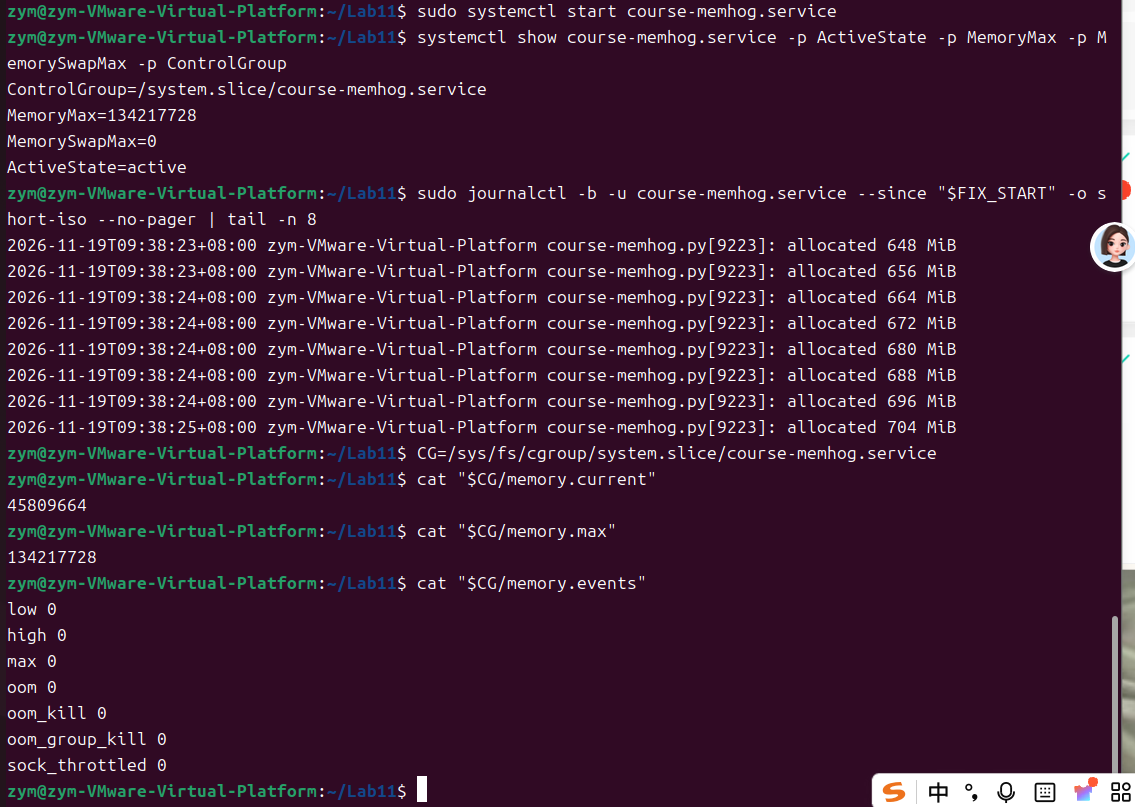 zym@zym-VMware-Virtual-Platform:~/Lab11$ sudo systemctl start course-memhog.service
zym@zym-VMware-Virtual-Platform:~/Lab11$ systemctl show course-memhog.service -p ActiveState -p MemoryMax -p M
emorySwapMax -p ControlGroup
ControlGroup=/system.slice/course-memhog.service
MemoryMax=134217728
MemorySwapMax=0
ActiveState=active
zym@zym-VMware-Virtual-Platform:~/Lab11$ sudo journalctl -b -u course-memhog.service --since "$FIX_START" -o s
hort-iso --no-pager | tail -n 8
2026-11-19T09:38:23+08:00 zym-VMware-Virtual-Platform course-memhog.py[9223]: allocated 648 MiB
2026-11-19T09:38:23+08:00 zym-VMware-Virtual-Platform course-memhog.py[9223]: allocated 656 MiB
2026-11-19T09:38:24+08:00 zym-VMware-Virtual-Platform course-memhog.py[9223]: allocated 664 MiB
2026-11-19T09:38:24+08:00 zym-VMware-Virtual-Platform course-memhog.py[9223]: allocated 672 MiB
2026-11-19T09:38:24+08:00 zym-VMware-Virtual-Platform course-memhog.py[9223]: allocated 680 MiB
2026-11-19T09:38:24+08:00 zym-VMware-Virtual-Platform course-memhog.py[9223]: allocated 688 MiB
2026-11-19T09:38:24+08:00 zym-VMware-Virtual-Platform course-memhog.py[9223]: allocated 696 MiB
2026-11-19T09:38:25+08:00 zym-VMware-Virtual-Platform course-memhog.py[9223]: allocated 704 MiB
zym@zym-VMware-Virtual-Platform:~/Lab11$ CG=/sys/fs/cgroup/system.slice/course-memhog.service
zym@zym-VMware-Virtual-Platform:~/Lab11$ cat "$CG/memory.current"
45809664
zym@zym-VMware-Virtual-Platform:~/Lab11$ cat "$CG/memory.max"
134217728
zym@zym-VMware-Virtual-Platform:~/Lab11$ cat "$CG/memory.events"
low 0
high 0
max 0
oom 0
oom_kill 0
oom_group_kill 0
sock_throttled 0
zym@zym-VMware-Virtual-Platform:~/Lab11$
S 中 °,